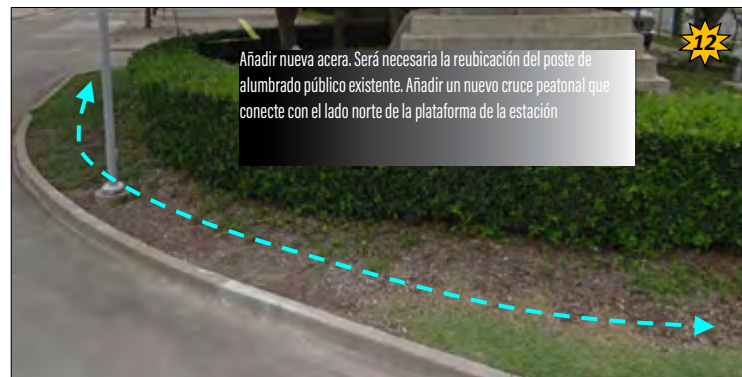 12
Añadir nueva acera. Será necesaria la reubicación del poste de
alumbrado público existente. Añadir un nuevo cruce peatonal que
conecte con el lado norte de la plataforma de la estación